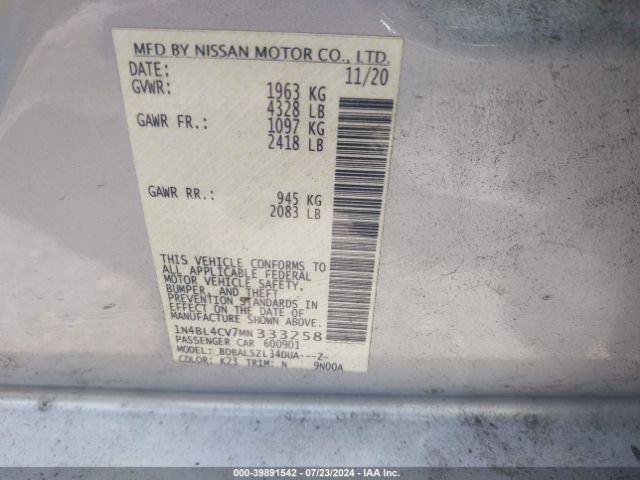 MFD BY NISSAN MOTOR CO., LTD.
DATE: 11/20
GVWR: 1963 KG
4328 LB
GAWR FR.: 1097 KG
2418 LB
GAWR RR.: 945 KG
2083 LB
THIS VEHICLE CONFORMS TO
ALL APPLICABLE FEDERAL
MOTOR VEHICLE SAFETY,
BUMPER, AND THEFT
PREVENTION STANDARDS IN
EFFECT ON THE DATE OF
MANUFACTURE SHOWN ABOVE.
1N4BL4CV7MN333258
PASSENGER CAR 600901
MODEL: BDBALSZL34DUA---2-
COLOR: K23 TRIM: N 9N00A
000-39891542 / 07/23/2024 - IAA Inc.